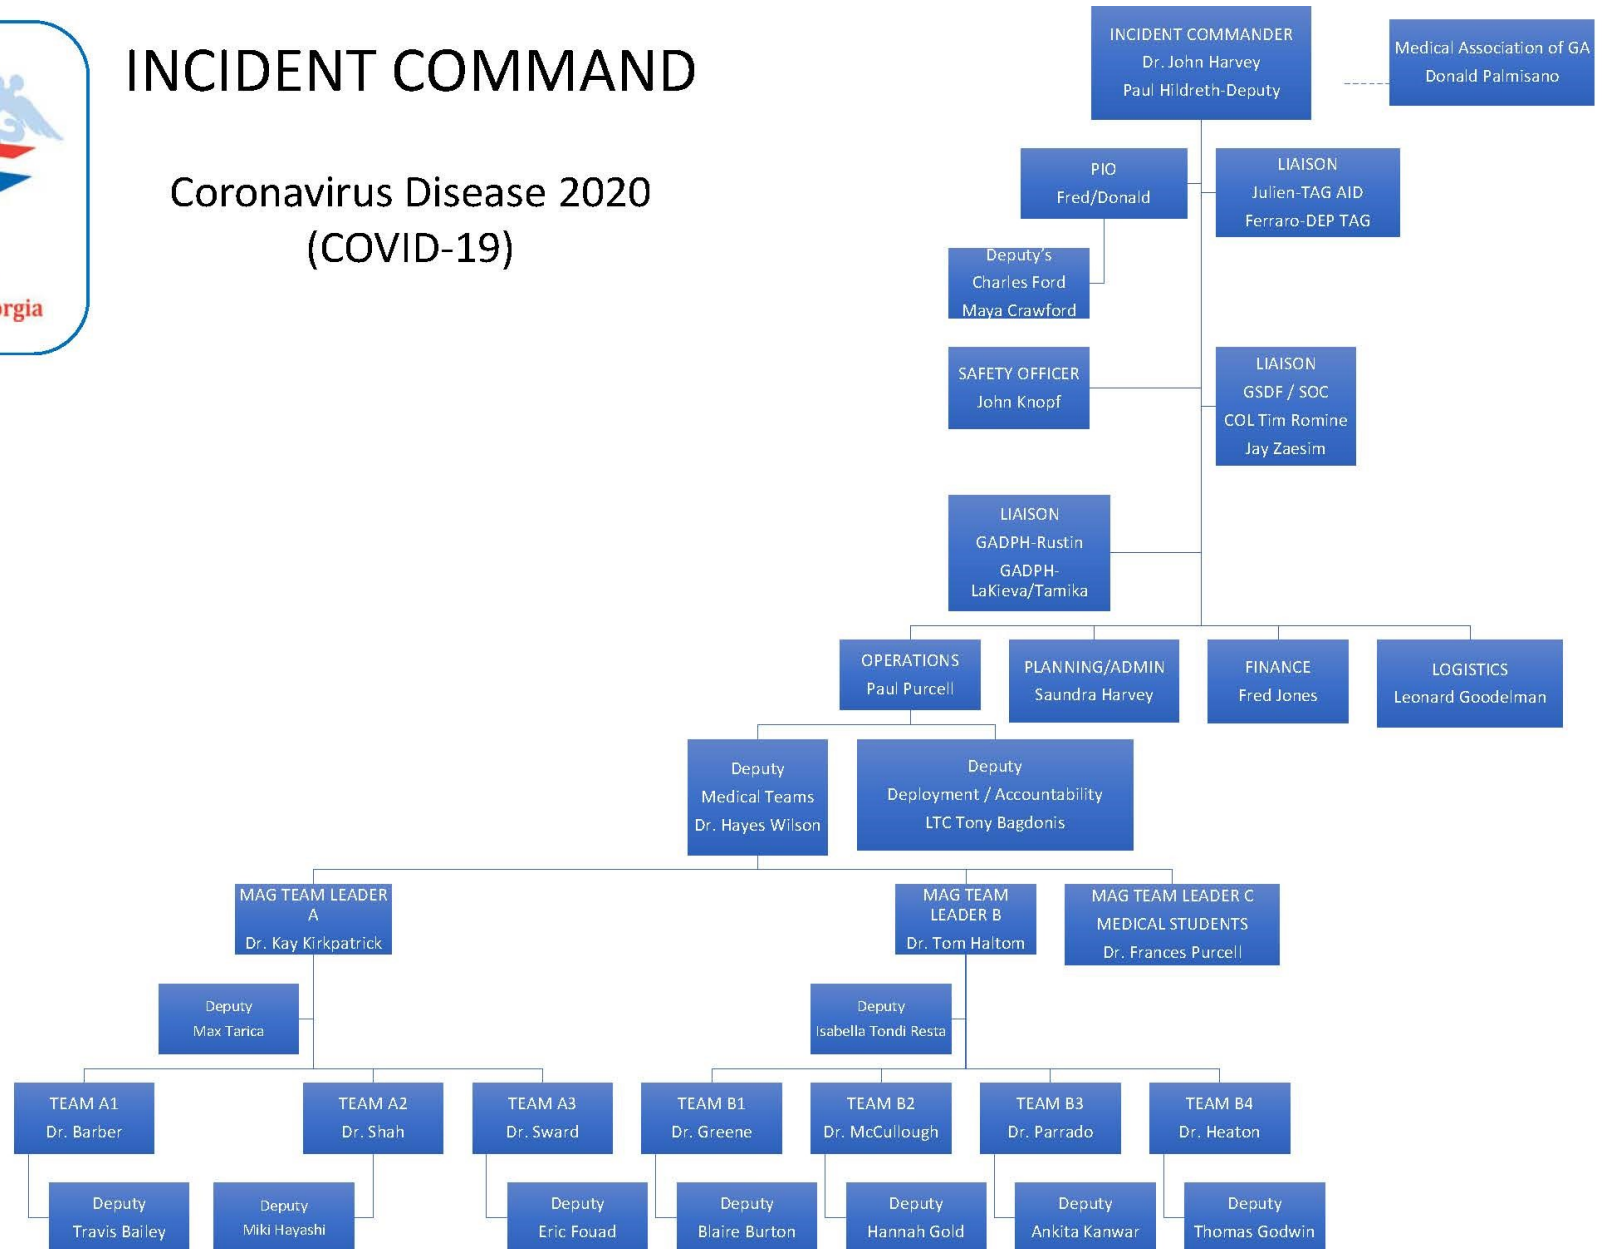 INCIDENT COMMAND
Coronavirus Disease 2020
(COVID-19)
rgia
INCIDENT COMMANDER
Dr. John Harvey
Paul Hildreth-Deputy
Medical Association of GA
Donald Palmisano
PIO
Fred/Donald
LIAISON
Julien-TAG AID
Ferraro-DEP TAG
Deputy's
Charles Ford
Maya Crawford
SAFETY OFFICER
John Knopf
LIAISON
GSDF / SOC
COL Tim Romine
Jay Zaesim
LIAISON
GADPH-Rustin
GADPH-
LaKieva/Tamika
OPERATIONS
Paul Purcell
PLANNING/ADMIN
Saundra Harvey
FINANCE
Fred Jones
LOGISTICS
Leonard Goodelman
Deputy
Medical Teams
Dr. Hayes Wilson
Deputy
Deployment / Accountability
LTC Tony Bagdonis
MAG TEAM LEADER
A
Dr. Kay Kirkpatrick
MAG TEAM
LEADER B
Dr. Tom Haltom
MAG TEAM LEADER C
MEDICAL STUDENTS
Dr. Frances Purcell
Deputy
Max Tarica
Deputy
Isabella Tondi Resta
TEAM A1
Dr. Barber
TEAM A2
Dr. Shah
TEAM A3
Dr. Sward
TEAM B1
Dr. Greene
TEAM B2
Dr. McCullough
TEAM B3
Dr. Parrado
TEAM B4
Dr. Heaton
Deputy
Travis Bailey
Deputy
Miki Hayashi
Deputy
Eric Fouad
Deputy
Blaire Burton
Deputy
Hannah Gold
Deputy
Ankita Kanwar
Deputy
Thomas Godwin